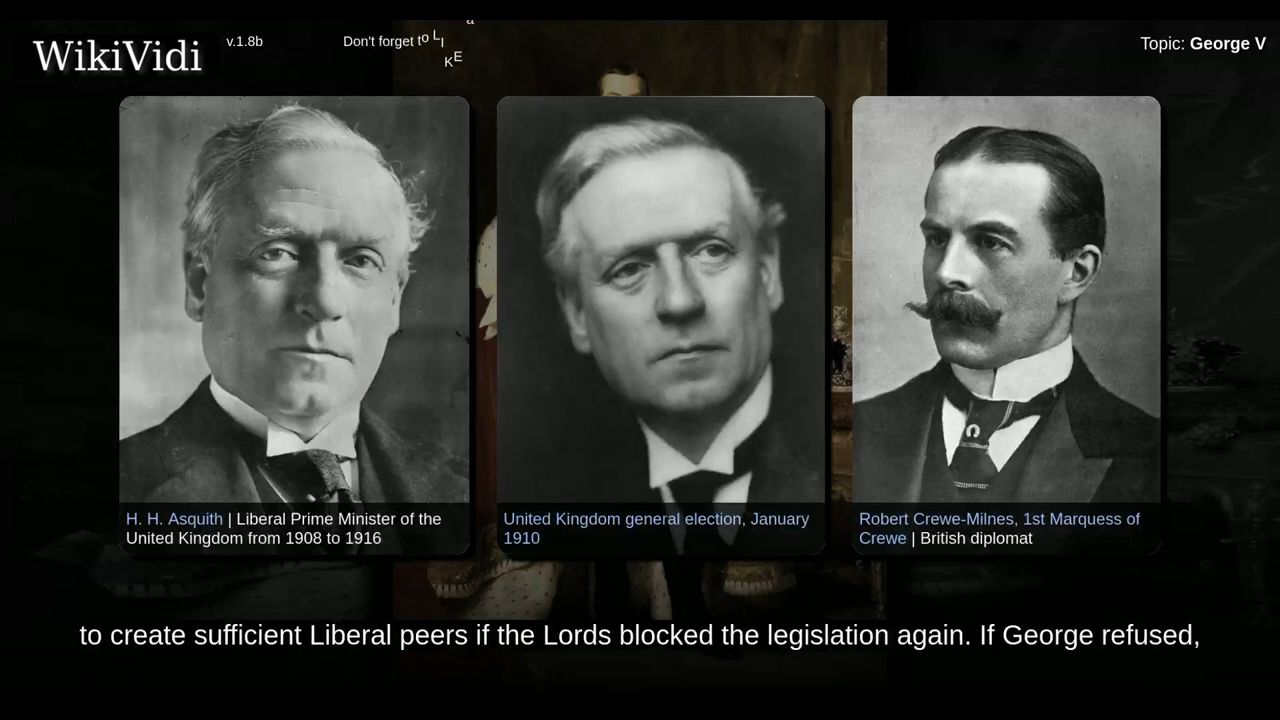 WikiVidi
v.1.8b
Don't forget to LIKE a
Topic: George V
H. H. Asquith | Liberal Prime Minister of the
United Kingdom from 1908 to 1916
United Kingdom general election, January
1910
Robert Crewe-Milnes, 1st Marquess of
Crewe | British diplomat
to create sufficient Liberal peers if the Lords blocked the legislation again. If George refused,